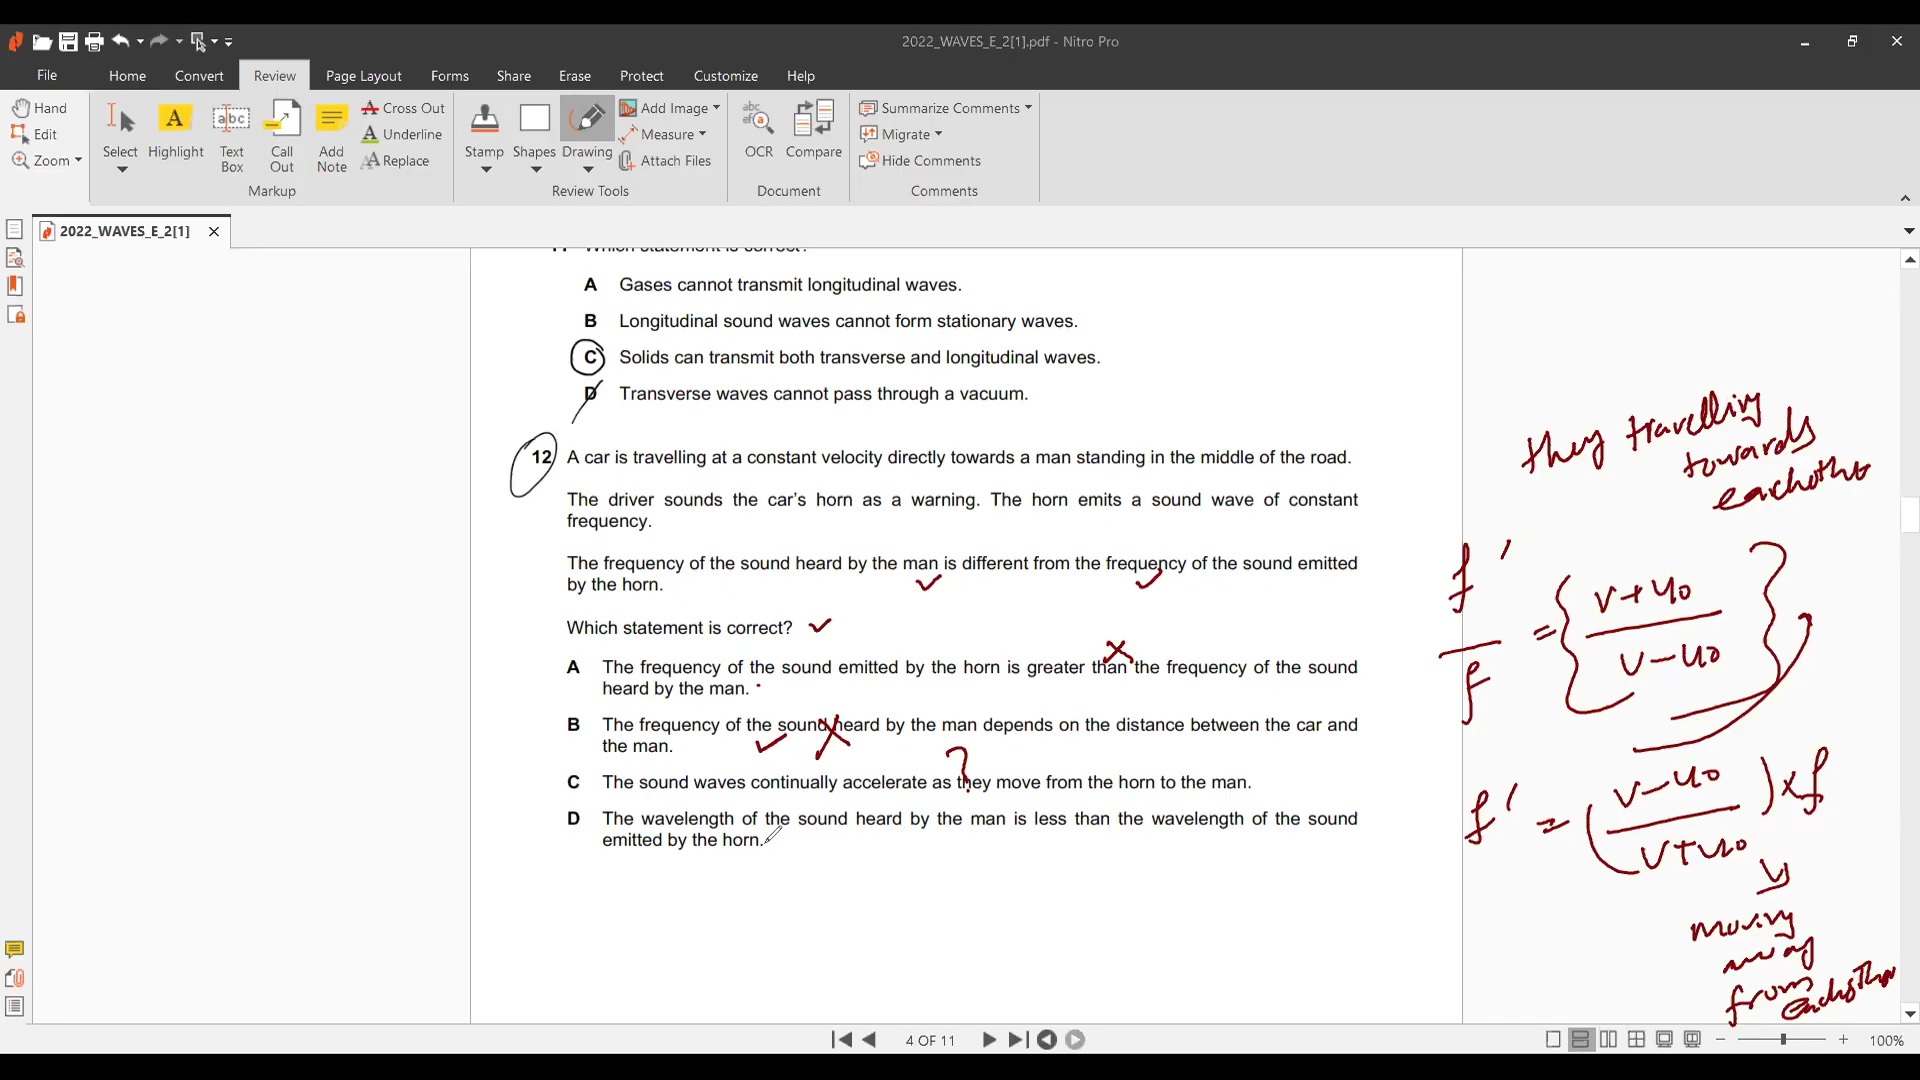 2022_WAVES_E_2[1].pdf - Nitro Pro
File Home Convert Review Page Layout Forms Share Erase Protect Customize Help
Hand
Edit
Zoom
Select
Highlight
Text Box
Call Out
Add Note
Cross Out
Underline
Replace
Markup
Stamp
Shapes
Drawing
Add Image
Measure
Attach Files
Review Tools
OCR
Compare
Document
Summarize Comments
Migrate
Hide Comments
Comments
2022_WAVES_E_2[1]
Which statement is correct?
A Gases cannot transmit longitudinal waves.
B Longitudinal sound waves cannot form stationary waves.
C Solids can transmit both transverse and longitudinal waves.
D Transverse waves cannot pass through a vacuum.
12 A car is travelling at a constant velocity directly towards a man standing in the middle of the road.
The driver sounds the car's horn as a warning. The horn emits a sound wave of constant
frequency.
The frequency of the sound heard by the man is different from the frequency of the sound emitted
by the horn.
Which statement is correct?
A The frequency of the sound emitted by the horn is greater than the frequency of the sound
heard by the man.
B The frequency of the sound heard by the man depends on the distance between the car and
the man.
C The sound waves continually accelerate as they move from the horn to the man.
D The wavelength of the sound heard by the man is less than the wavelength of the sound
emitted by the horn.
they travelling
towards
f'
f
= { v+u0
v-u0 }
?
f' = ( v-u0
v+u0 ) x f
moving
from
4 OF 11
100%